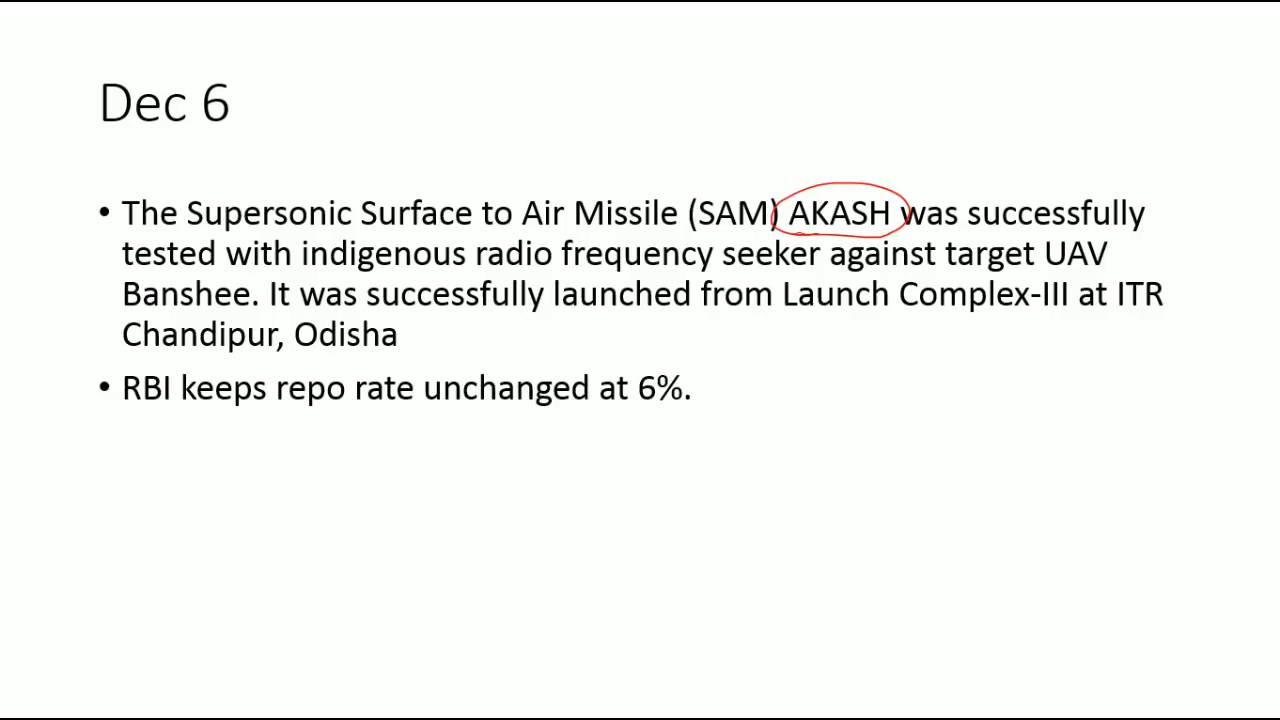 Dec 6
• The Supersonic Surface to Air Missile (SAM) AKASH was successfully
tested with indigenous radio frequency seeker against target UAV
Banshee. It was successfully launched from Launch Complex-III at ITR
Chandipur, Odisha
• RBI keeps repo rate unchanged at 6%.